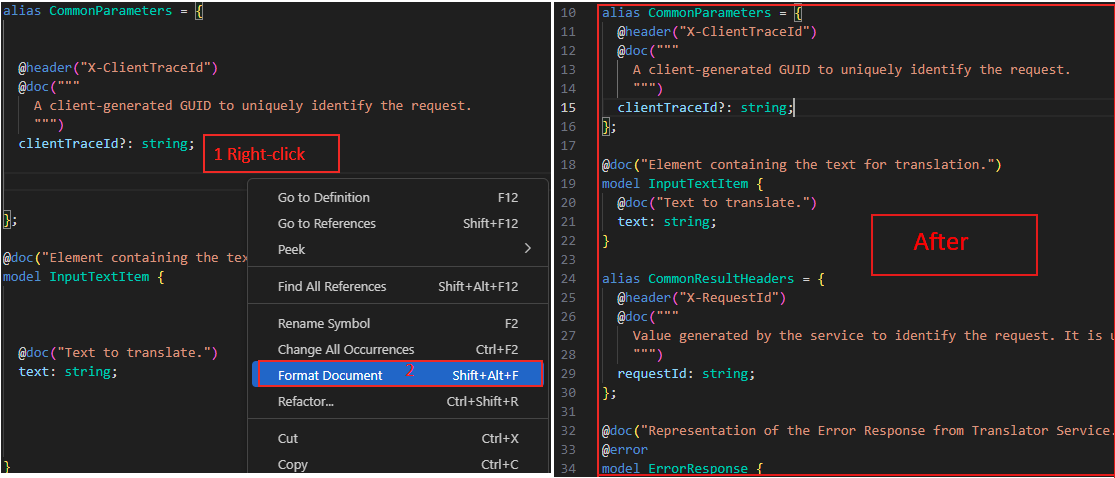 alias CommonParameters = {
@header("X-ClientTraceId")
@doc("""
A client-generated GUID to uniquely identify the request.
""")
clientTraceId?: string;
1 Right-click
};
@doc("Element containing the tex
model InputTextItem {
@doc("Text to translate.")
text: string;
}
Go to Definition F12
Go to References Shift+F12
Peek
Find All References Shift+Alt+F12
Rename Symbol F2
Change All Occurrences Ctrl+F2
2
Format Document Shift+Alt+F
Refactor... Ctrl+Shift+R
Cut Ctrl+X
Copy Ctrl+C
10 alias CommonParameters = {
11 @header("X-ClientTraceId")
12 @doc("""
13 A client-generated GUID to uniquely identify the request.
14 """)
15 clientTraceId?: string;
16 };
17
18 @doc("Element containing the text for translation.")
19 model InputTextItem {
20 @doc("Text to translate.")
21 text: string;
22 }
After
23
24 alias CommonResultHeaders = {
25 @header("X-RequestId")
26 @doc("""
27 Value generated by the service to identify the request. It is u
28 """)
29 requestId: string;
30 };
31
32 @doc("Representation of the Error Response from Translator Service.
33 @error
34 model ErrorResponse {